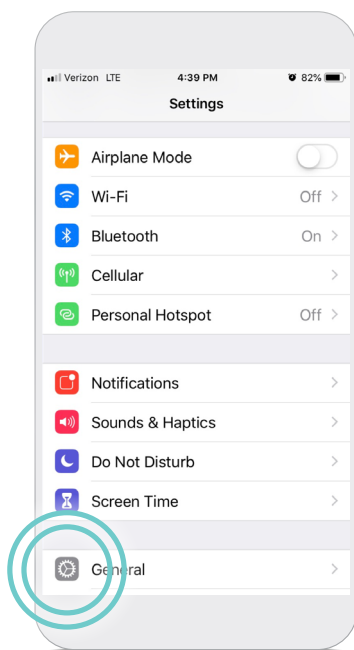 Verizon LTE 4:39 PM 82%
Settings
Airplane Mode
Wi-Fi Off
Bluetooth On
Cellular
Personal Hotspot Off
Notifications
Sounds & Haptics
Do Not Disturb
Screen Time
General